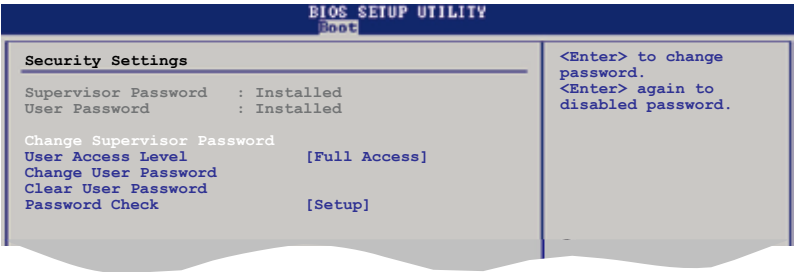 BIOS SETUP UTILITY
Boot
Security Settings
Supervisor Password : Installed
User Password : Installed
Change Supervisor Password
User Access Level [Full Access]
Change User Password
Clear User Password
Password Check [Setup]
<Enter> to change
password.
<Enter> again to
disabled password.